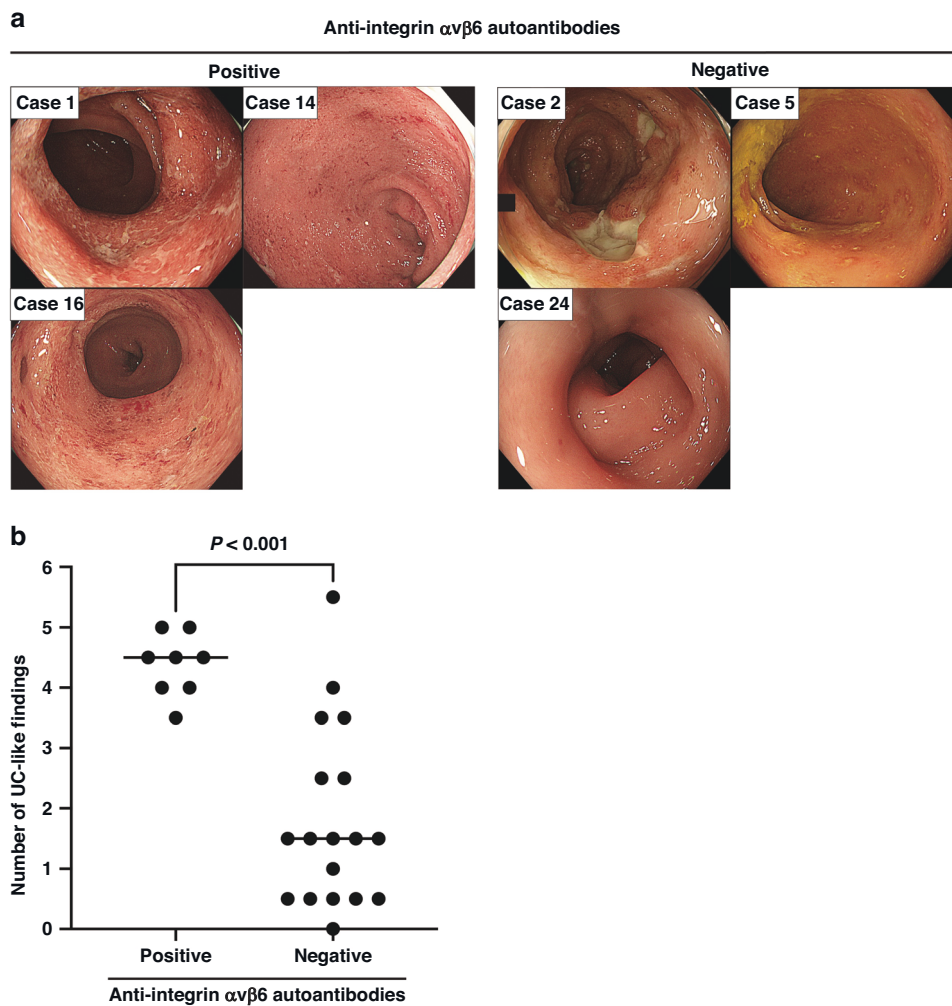 a
Anti-integrin αvβ6 autoantibodies
Positive
Negative
Case 1
Case 14
Case 2
Case 5
Case 16
Case 24
b
P < 0.001
6
5
4
3
2
1
0
Number of UC-like findings
Positive
Negative
Anti-integrin αvβ6 autoantibodies